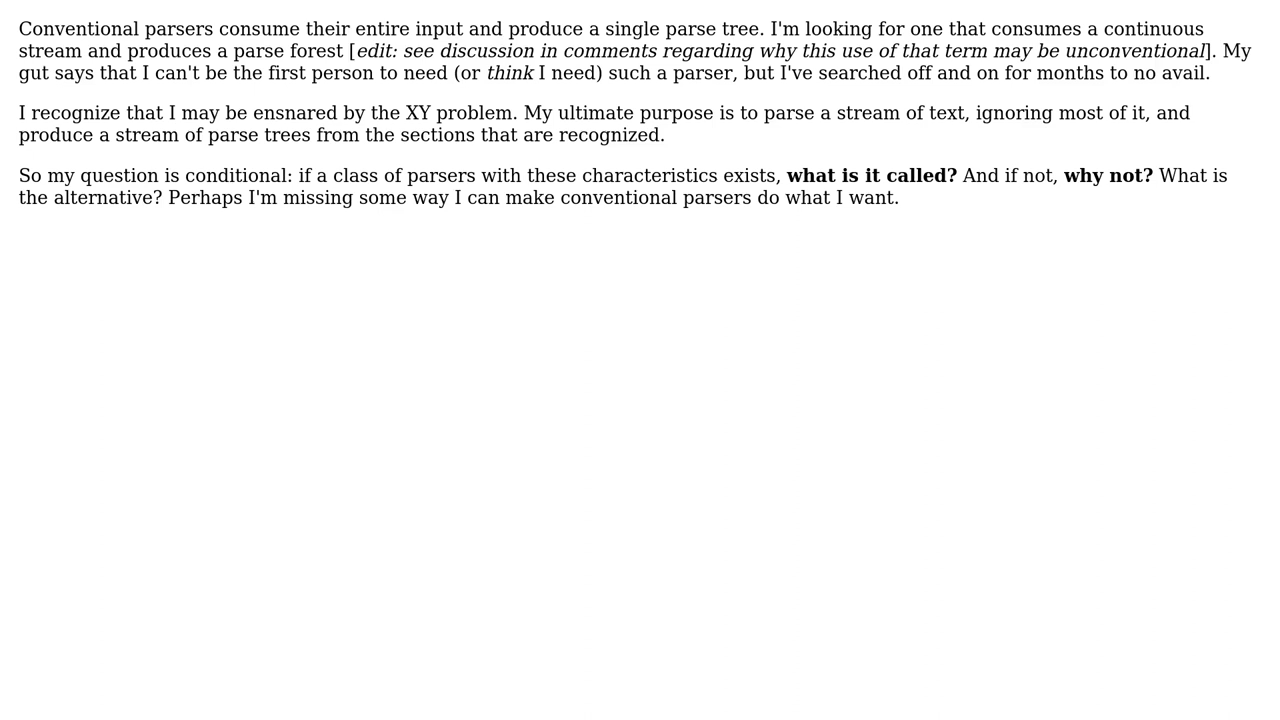 Conventional parsers consume their entire input and produce a single parse tree. I'm looking for one that consumes a continuous
stream and produces a parse forest [edit: see discussion in comments regarding why this use of that term may be unconventional]. My
gut says that I can't be the first person to need (or think I need) such a parser, but I've searched off and on for months to no avail.
I recognize that I may be ensnared by the XY problem. My ultimate purpose is to parse a stream of text, ignoring most of it, and
produce a stream of parse trees from the sections that are recognized.
So my question is conditional: if a class of parsers with these characteristics exists, what is it called? And if not, why not? What is
the alternative? Perhaps I'm missing some way I can make conventional parsers do what I want.